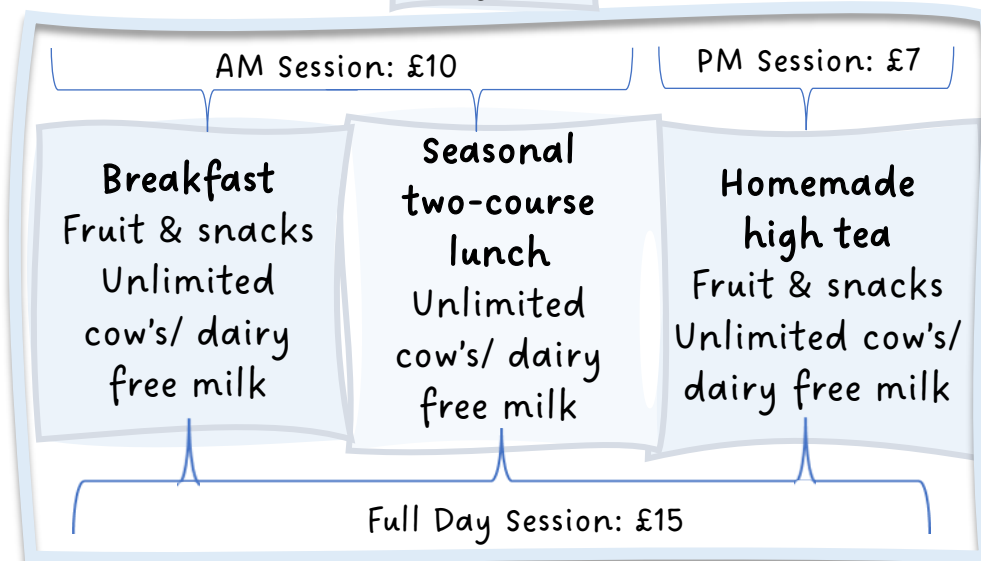 AM Session: £10
PM Session: £7
Breakfast
Fruit & snacks
Unlimited
cow's/ dairy
free milk
Seasonal
two-course
lunch
Unlimited
cow's/ dairy
free milk
Homemade
high tea
Fruit & snacks
Unlimited cow's/
dairy free milk
Full Day Session: £15